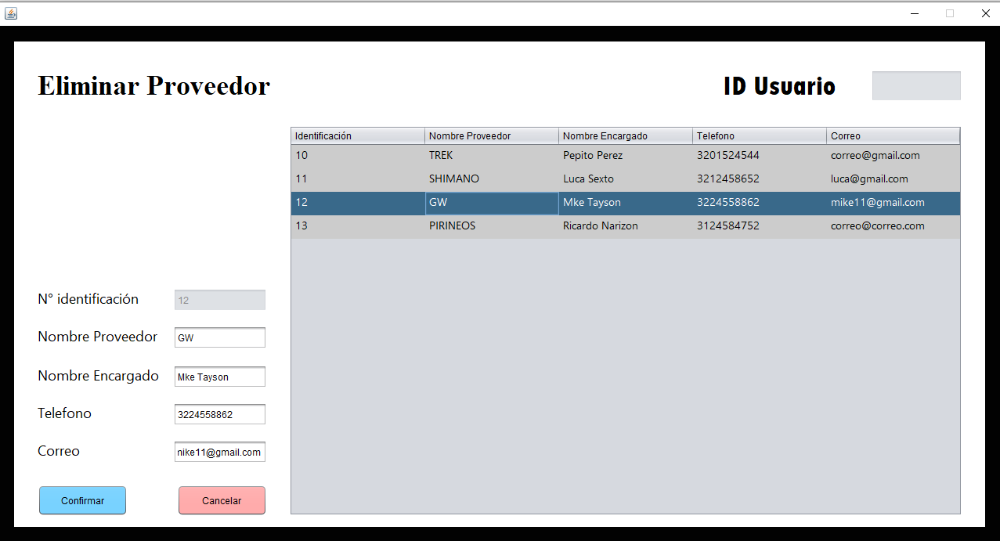 Eliminar Proveedor
ID Usuario
Identificación Nombre Proveedor Nombre Encargado Telefono Correo
10 TREK Pepito Perez 3201524544 correo@gmail.com
11 SHIMANO Luca Sexto 3212458652 luca@gmail.com
12 GW Mke Tayson 3224558862 mike11@gmail.com
13 PIRINEOS Ricardo Narizon 3124584752 correo@correo.com
N° identificación 12
Nombre Proveedor GW
Nombre Encargado Mke Tayson
Telefono 3224558862
Correo nike11@gmail.com
Confirmar Cancelar